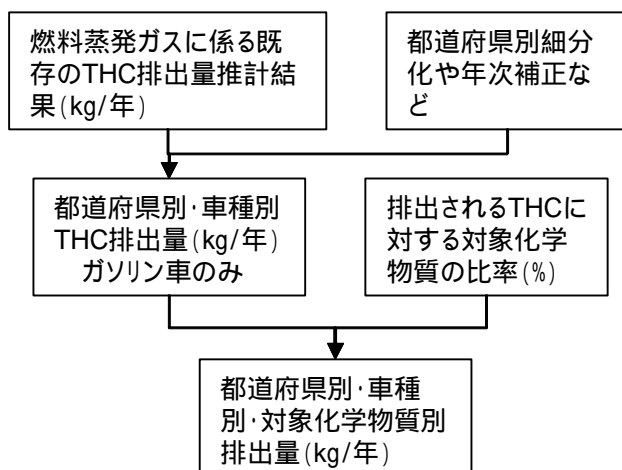 燃料蒸発ガスに係る既
存のTHC排出量推計結
果(kg/年)
都道府県別細分
化や年次補正な
ど
都道府県別・車種別
THC排出量(kg/年)
ガソリン車のみ
排出されるTHCに
対する対象化学
物質の比率(%)
都道府県別・車種
別・対象化学物質別
排出量(kg/年)